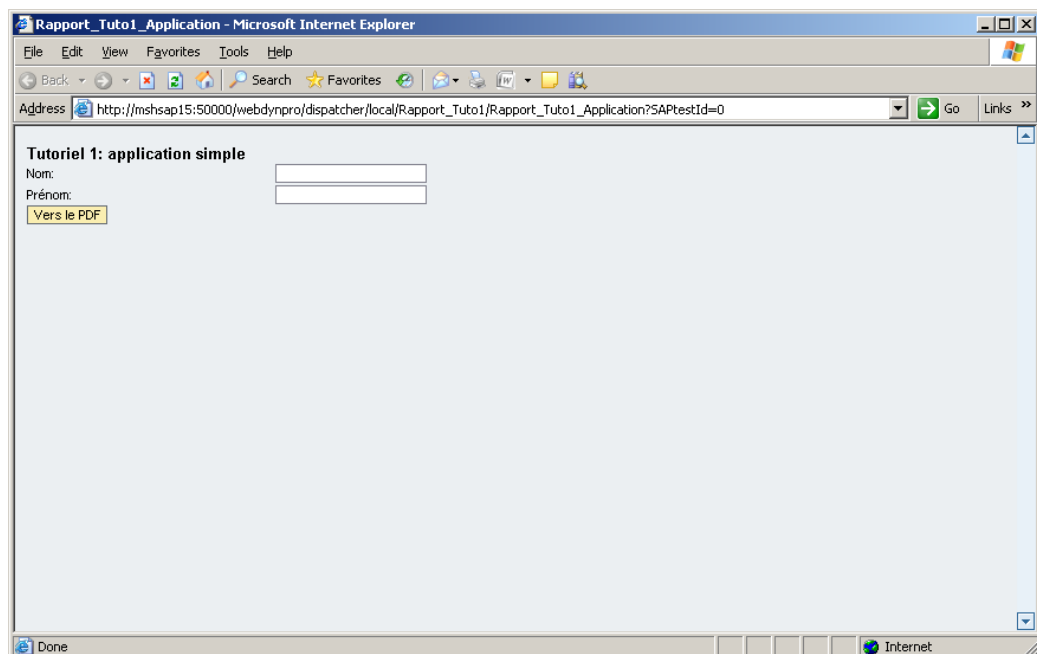 Rapport_Tuto1_Application - Microsoft Internet Explorer
File Edit View Favorites Tools Help
Back Search Favorites
Address http://mshsap15:50000/webdynpro/dispatcher/local/Rapport_Tuto1/Rapport_Tuto1_Application?SAPtestId=0 Go Links »
Tutoriel 1: application simple
Nom:
Prénom:
Vers le PDF
Done Internet